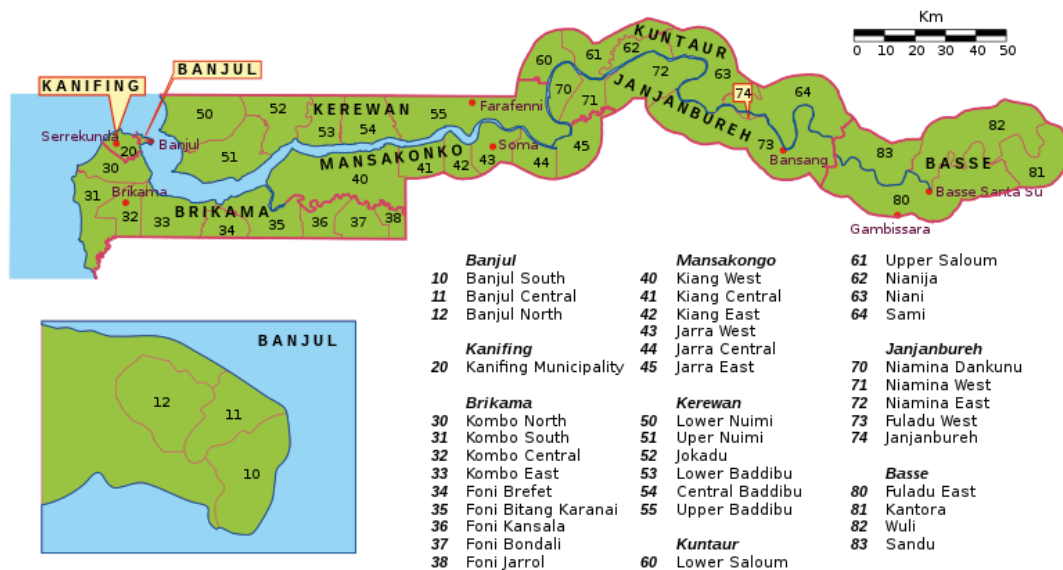 Km
0 10 20 30 40 50
KANIFING
BANJUL
KUNTAUR
JANJANBUREH
KEREWAN
MANSAKONKO
BRIKAMA
BASSE
Serrekunda
Banjul
Brikama
Farafenni
Soma
Bansang
Basse Santa Su
Gambissara
60
61
62
63
64
70
71
72
73
74
50
51
52
53
54
55
20
30
31
32
33
34
35
36
37
38
40
41
42
43
44
45
80
81
82
83
BANJUL
12
11
10
Banjul
10 Banjul South
11 Banjul Central
12 Banjul North
Kanifing
20 Kanifing Municipality
Brikama
30 Kombo North
31 Kombo South
32 Kombo Central
33 Kombo East
34 Foni Brefet
35 Foni Bitang Karanai
36 Foni Kansala
37 Foni Bondali
38 Foni Jarrol
Mansakongo
40 Kiang West
41 Kiang Central
42 Kiang East
43 Jarra West
44 Jarra Central
45 Jarra East
Kerewan
50 Lower Nuimi
51 Uper Nuimi
52 Jokadu
53 Lower Baddibu
54 Central Baddibu
55 Upper Baddibu
Kuntaur
60 Lower Saloum
61 Upper Saloum
62 Nianija
63 Niani
64 Sami
Janjanbureh
70 Niamina Dankunu
71 Niamina West
72 Niamina East
73 Fuladu West
74 Janjanbureh
Basse
80 Fuladu East
81 Kantora
82 Wuli
83 Sandu